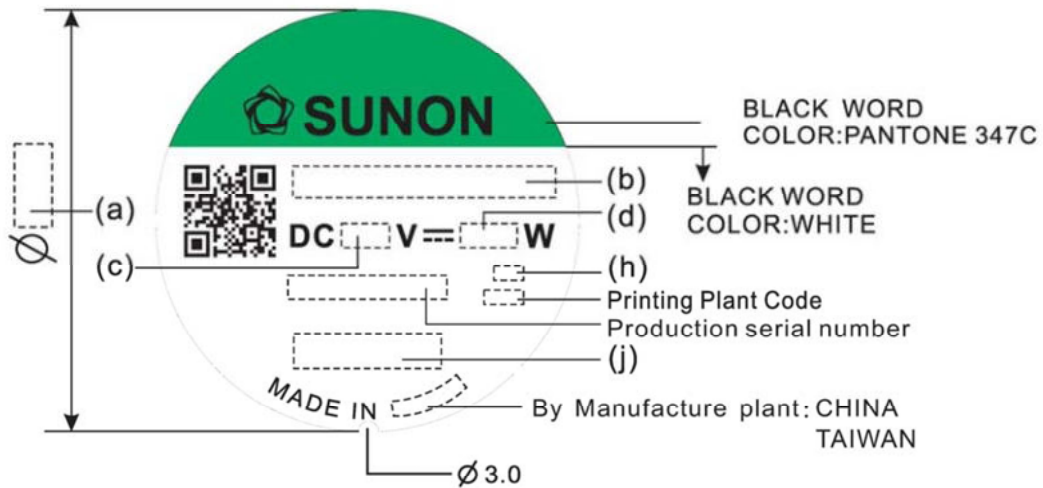 SUNON
BLACK WORD
COLOR:PANTONE 347C
(b)
BLACK WORD
COLOR:WHITE
(a)
(d)
DC V W
(c)
(h)
Ø
Printing Plant Code
Production serial number
(j)
MADE IN
By Manufacture plant: CHINA
TAIWAN
Ø 3.0